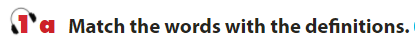 1 a Match the words with the definitions.